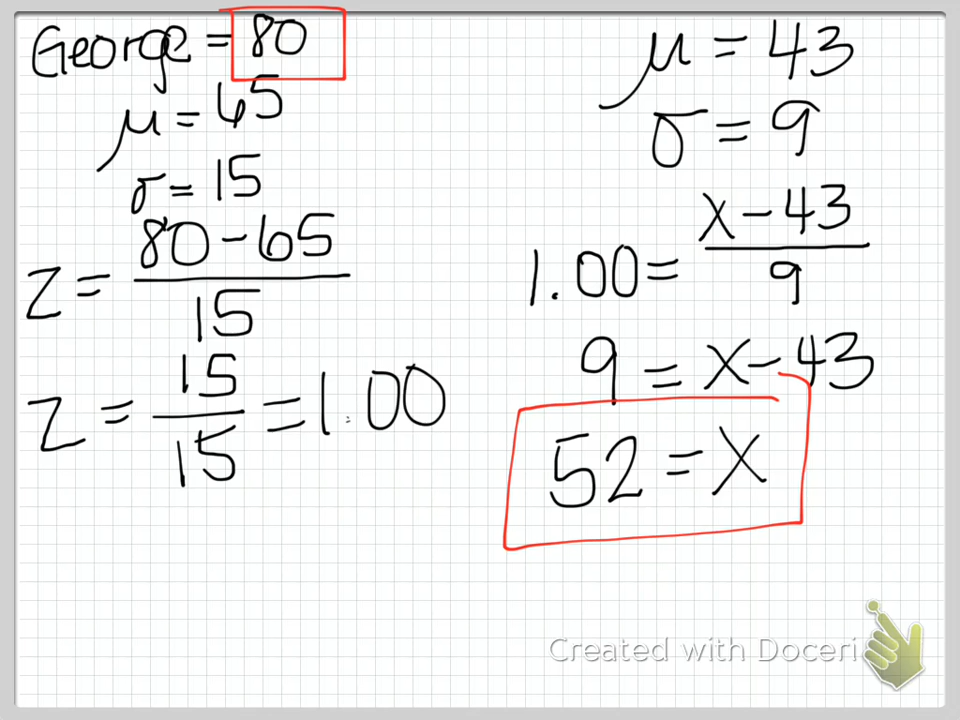 George = 80
μ = 65
σ = 15
z = 80 - 65
15
z = 15
15
= 1.00
μ = 43
σ = 9
1.00 = x - 43
9
9 = x - 43
52 = x
Created with Doceri